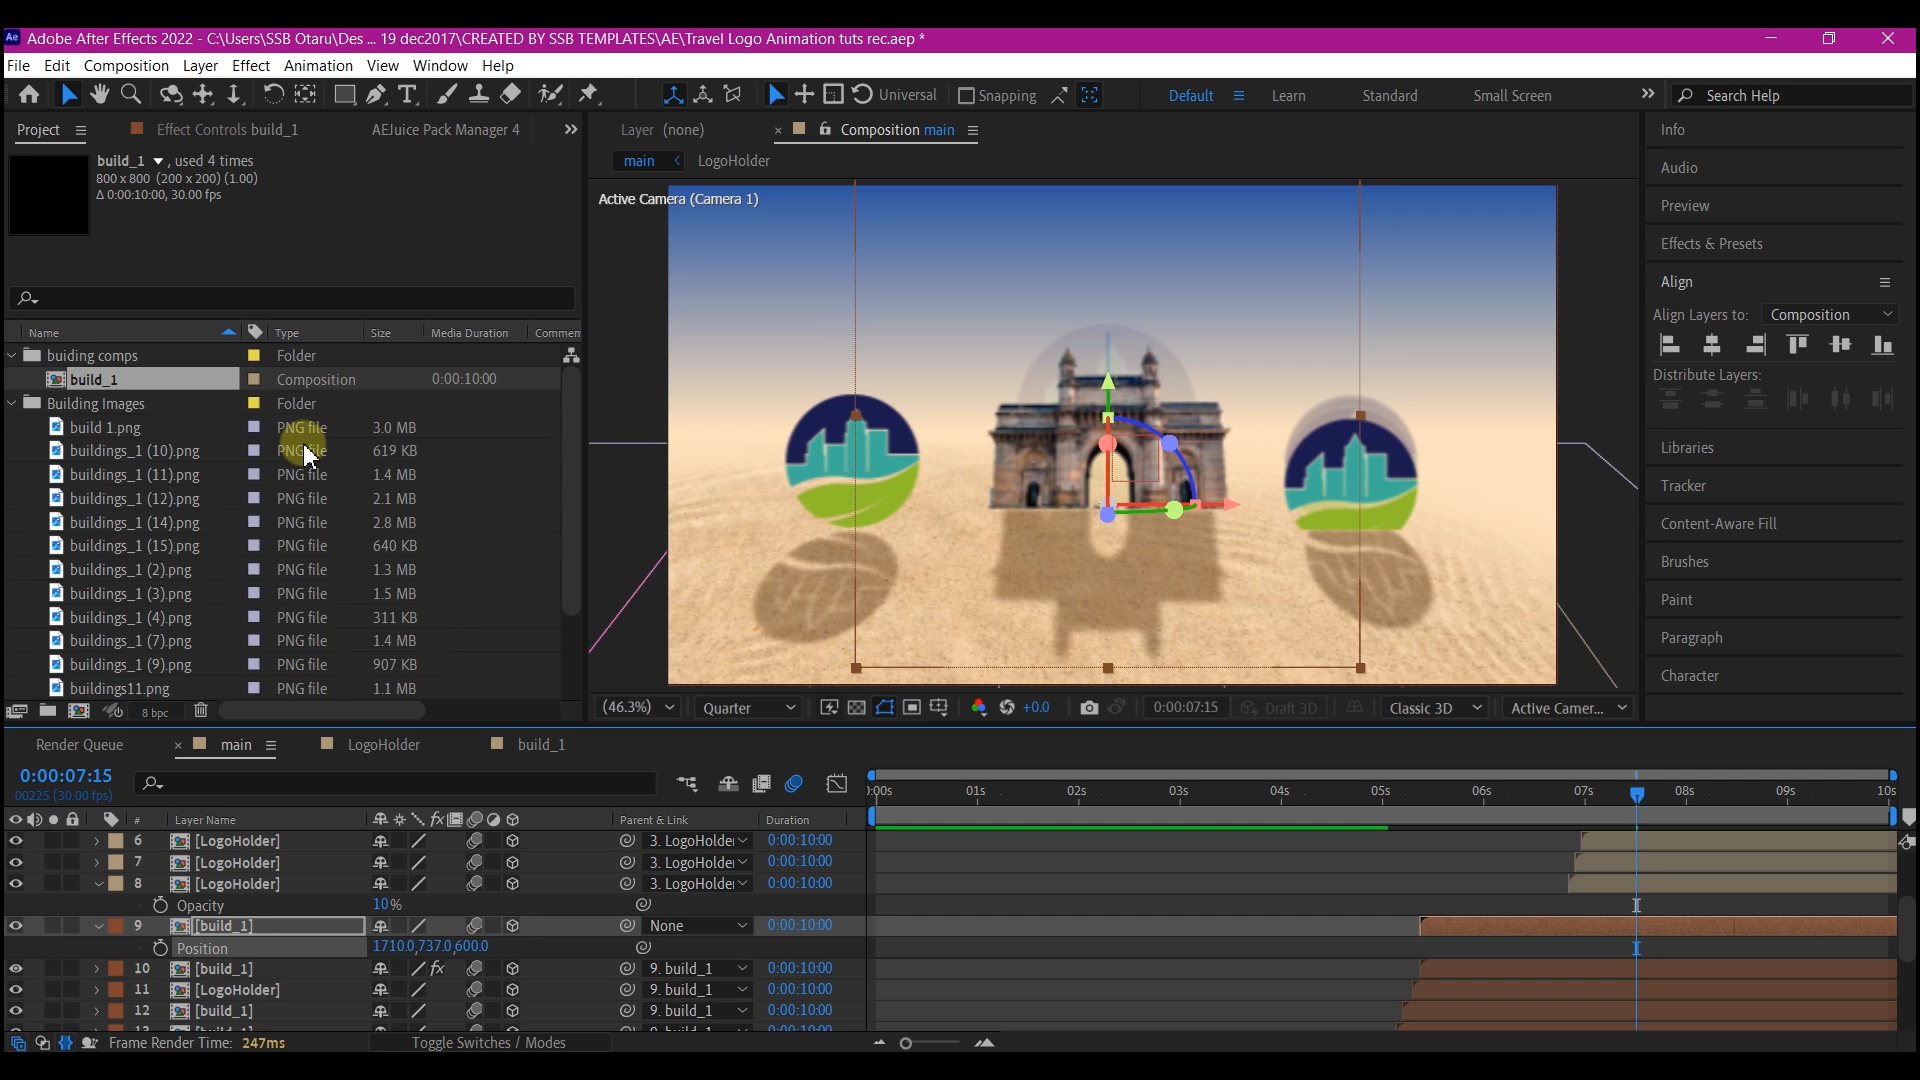 Adobe After Effects 2022 - C:\Users\SSB Otaru\Des ... 19 dec2017\CREATED BY SSB TEMPLATES\AE\Travel Logo Animation tuts rec.aep *
File Edit Composition Layer Effect Animation View Window Help
Universal Snapping Default Learn Standard Small Screen Search Help
Project Effect Controls build_1 AEJuice Pack Manager 4
Layer (none) Composition main
build_1 , used 4 times
800 x 800 (200 x 200) (1.00)
Δ 0:00:10:00, 30.00 fps
main LogoHolder
Active Camera (Camera 1)
Name Type Size Media Duration Commen
buiding comps Folder
build_1 Composition 0:00:10:00
Building Images Folder
build 1.png PNG file 3.0 MB
buildings_1 (10).png PNG file 619 KB
buildings_1 (11).png PNG file 1.4 MB
buildings_1 (12).png PNG file 2.1 MB
buildings_1 (14).png PNG file 2.8 MB
buildings_1 (15).png PNG file 640 KB
buildings_1 (2).png PNG file 1.3 MB
buildings_1 (3).png PNG file 1.5 MB
buildings_1 (4).png PNG file 311 KB
buildings_1 (7).png PNG file 1.4 MB
buildings_1 (9).png PNG file 907 KB
buildings11.png PNG file 1.1 MB
8 bpc
(46.3%) Quarter +0.0 0:00:07:15 Draft 3D Classic 3D Active Camer...
Info
Audio
Preview
Effects & Presets
Align
Align Layers to: Composition
Distribute Layers:
Libraries
Tracker
Content-Aware Fill
Brushes
Paint
Paragraph
Character
Render Queue main LogoHolder build_1
0:00:07:15
00225 (30.00 fps)
):00s 01s 02s 03s 04s 05s 06s 07s 08s 09s 10s
# Layer Name Parent & Link Duration
6 [LogoHolder] 3. LogoHolde 0:00:10:00
7 [LogoHolder] 3. LogoHolde 0:00:10:00
8 [LogoHolder] 3. LogoHolde 0:00:10:00
Opacity 10%
9 [build_1] None 0:00:10:00
Position 1710.0,737.0,600.0
10 [build_1] fx 9. build_1 0:00:10:00
11 [LogoHolder] 9. build_1 0:00:10:00
12 [build_1] 9. build_1 0:00:10:00
13 [build_1] 9. build_1 0:00:10:00
Frame Render Time: 247ms Toggle Switches / Modes